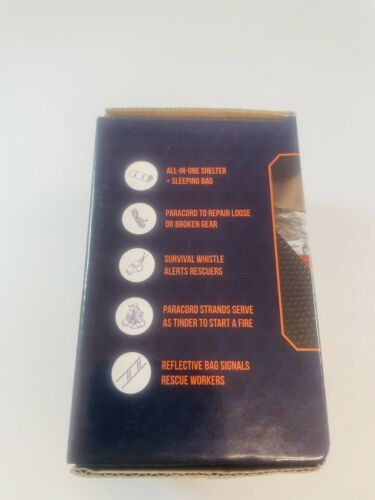 ALL-IN-ONE SHELTER
+ SLEEPING BAG
PARACORD TO REPAIR LOOSE
OR BROKEN GEAR
SURVIVAL WHISTLE
ALERTS RESCUERS
PARACORD STRANDS SERVE
AS TINDER TO START A FIRE
REFLECTIVE BAG SIGNALS
RESCUE WORKERS